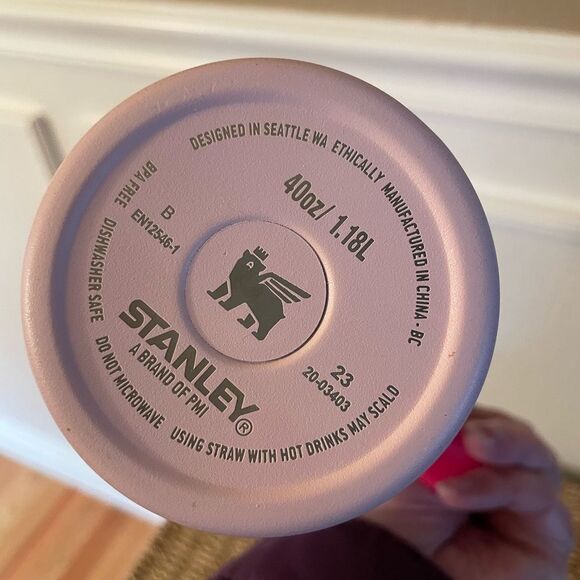 DESIGNED IN SEATTLE WA ETHICALLY MANUFACTURED IN CHINA - BC
40oz/ 1.18L
B
EN12546-1
STANLEY®
A BRAND OF PMI
23
20-03403
BPA FREE DISHWASHER SAFE DO NOT MICROWAVE USING STRAW WITH HOT DRINKS MAY SCALD